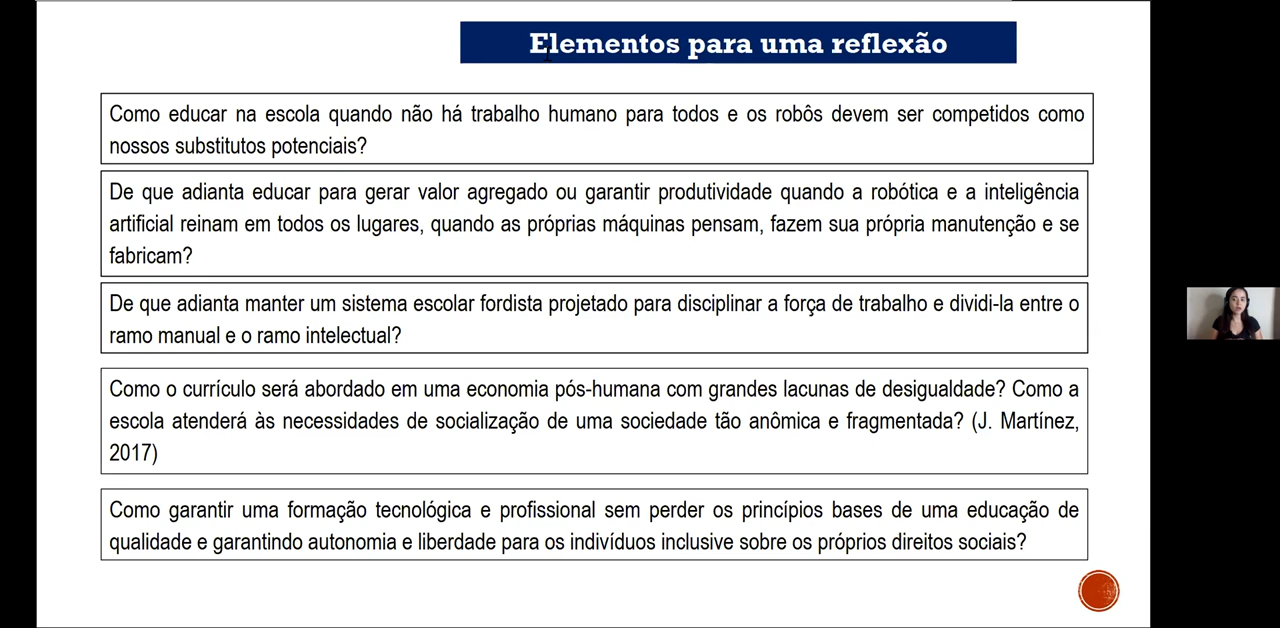 Elementos para uma reflexão
Como educar na escola quando não há trabalho humano para todos e os robôs devem ser competidos como
nossos substitutos potenciais?
De que adianta educar para gerar valor agregado ou garantir produtividade quando a robótica e a inteligência
artificial reinam em todos os lugares, quando as próprias máquinas pensam, fazem sua própria manutenção e se
fabricam?
De que adianta manter um sistema escolar fordista projetado para disciplinar a força de trabalho e dividi-la entre o
ramo manual e o ramo intelectual?
Como o currículo será abordado em uma economia pós-humana com grandes lacunas de desigualdade? Como a
escola atenderá às necessidades de socialização de uma sociedade tão anômica e fragmentada? (J. Martínez,
2017)
Como garantir uma formação tecnológica e profissional sem perder os princípios bases de uma educação de
qualidade e garantindo autonomia e liberdade para os indivíduos inclusive sobre os próprios direitos sociais?